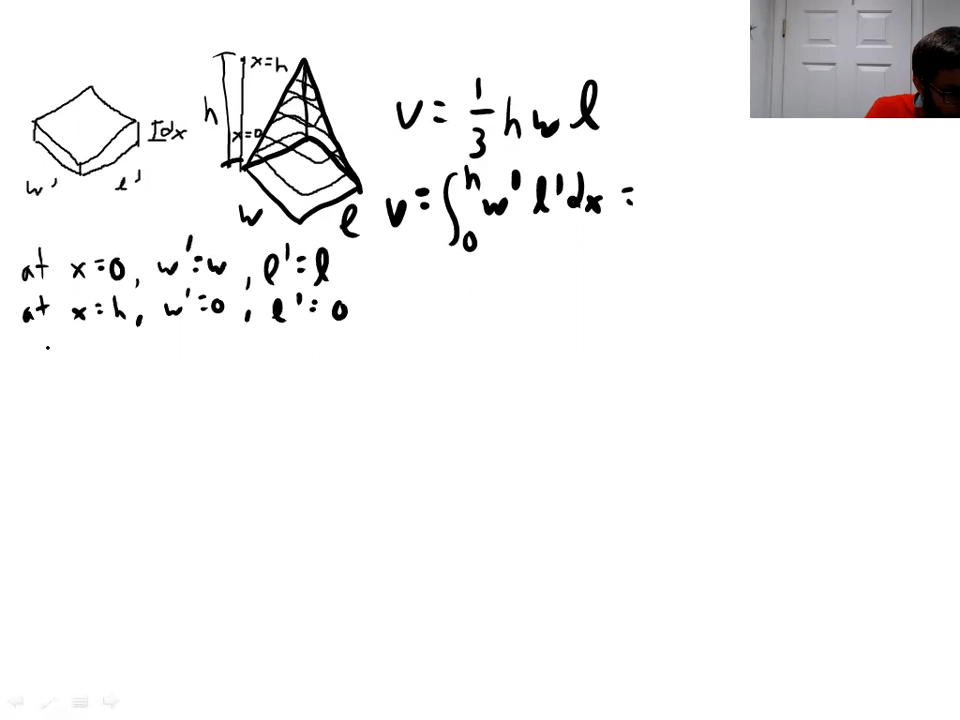 x=h
h
x=0
dx
w' l'
w l
V = 1/3 h w l
V = ∫₀ʰ w' l' dx =
at x=0, w'=w, l'=l
at x=h, w'=0, l'=0